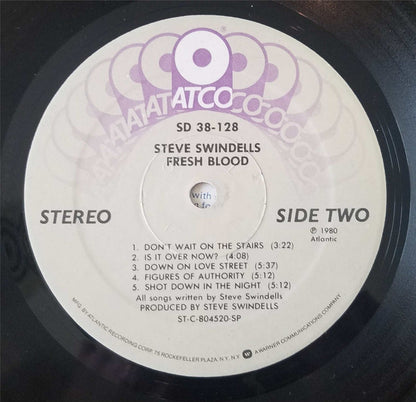 ATATATATCOCOCOCO
SD 38-128
STEVE SWINDELLS
FRESH BLOOD
with
STEREO
SIDE TWO
℗ 1980
Atlantic
1. DON'T WAIT ON THE STAIRS (3:22)
2. IS IT OVER NOW? (4:08)
3. DOWN ON LOVE STREET (5:37)
4. FIGURES OF AUTHORITY (5:12)
5. SHOT DOWN IN THE NIGHT (5:12)
All songs written by Steve Swindells
PRODUCED BY STEVE SWINDELLS
ST-C-804520-SP
MFG. BY ATLANTIC RECORDING CORP. 75 ROCKEFELLER PLAZA, N.Y., N.Y. A WARNER COMMUNICATIONS COMPANY